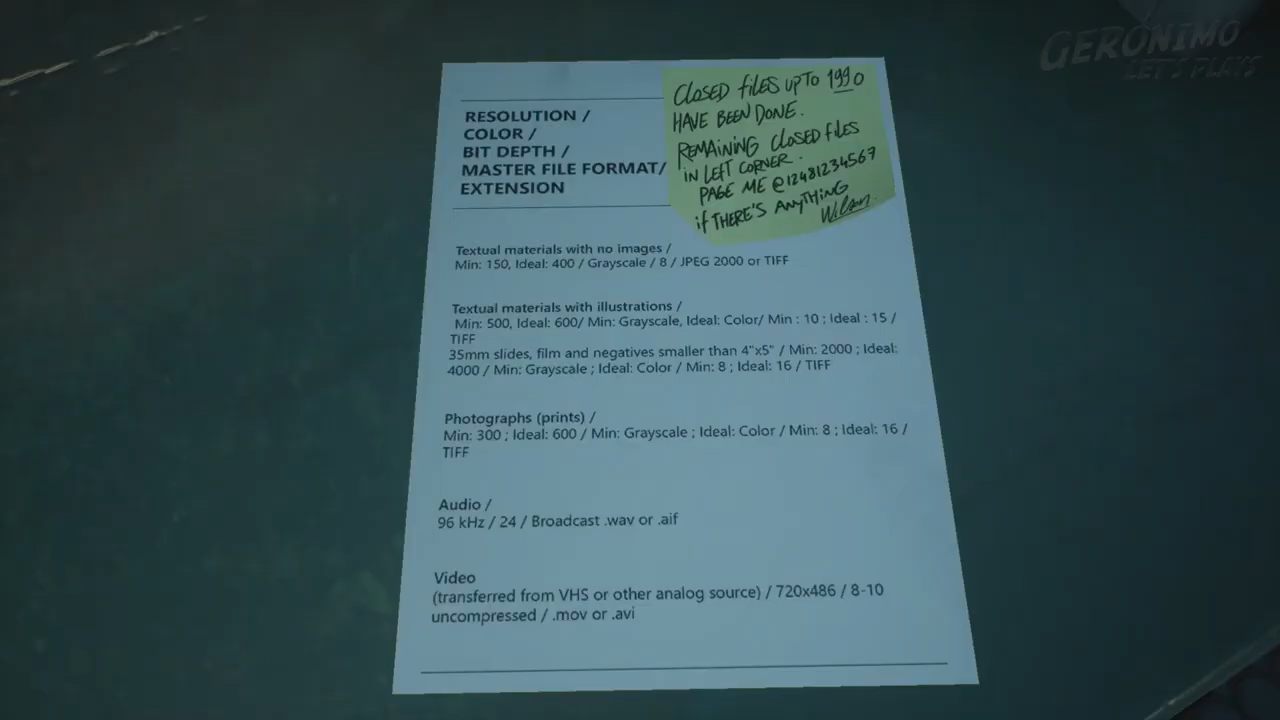 GERONIMO
LET'S PLAYS
CLOSED FILES UP TO 1990
HAVE BEEN DONE.
REMAINING CLOSED FILES
IN LEFT CORNER.
PAGE ME @12481234567
if THERE'S ANYTHING
Wilson
RESOLUTION /
COLOR /
BIT DEPTH /
MASTER FILE FORMAT/
EXTENSION
Textual materials with no images /
Min: 150, Ideal: 400 / Grayscale / 8 / JPEG 2000 or TIFF
Textual materials with illustrations /
Min: 500, Ideal: 600/ Min: Grayscale, Ideal: Color/ Min : 10 ; Ideal : 15 /
TIFF
35mm slides, film and negatives smaller than 4"x5" / Min: 2000 ; Ideal:
4000 / Min: Grayscale ; Ideal: Color / Min: 8 ; Ideal: 16 / TIFF
Photographs (prints) /
Min: 300 ; Ideal: 600 / Min: Grayscale ; Ideal: Color / Min: 8 ; Ideal: 16 /
TIFF
Audio /
96 kHz / 24 / Broadcast .wav or .aif
Video
(transferred from VHS or other analog source) / 720x486 / 8-10
uncompressed / .mov or .avi